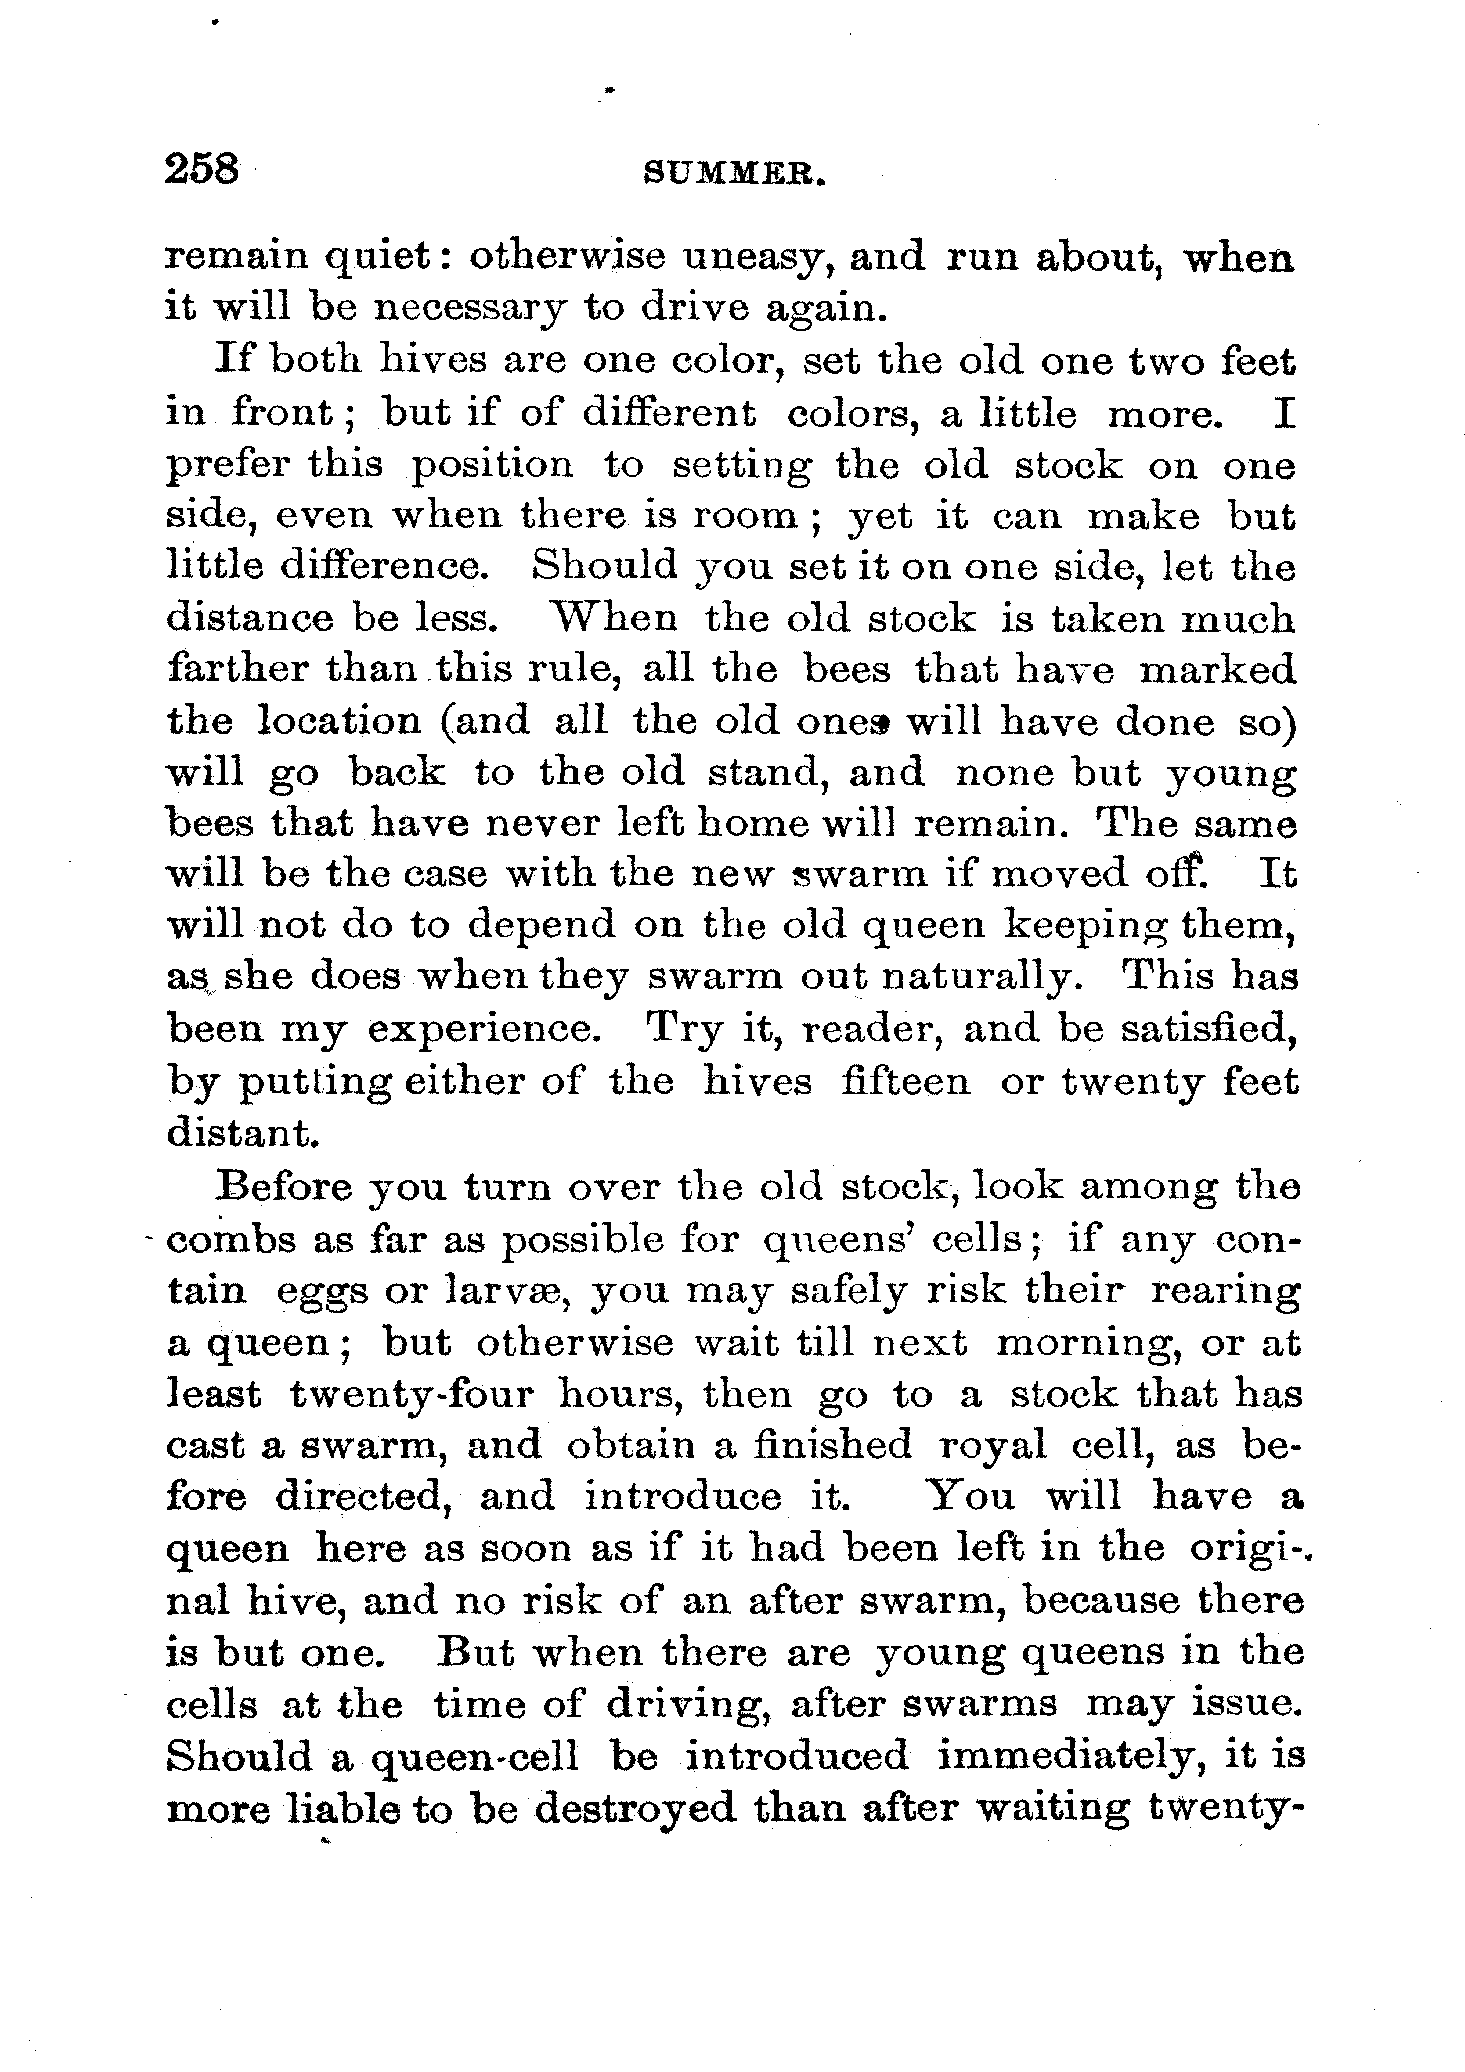 258 SUMMER.
remain quiet: otherwise uneasy, and run about, when
it will be necessary to drive again.
If both hives are one color, set the old one two feet
in front; but if of different colors, a little more. I
prefer this position to setting the old stock on one
side, even when there is room; yet it can make but
little difference. Should you set it on one side, let the
distance be less. When the old stock is taken much
farther than this rule, all the bees that have marked
the location (and all the old ones will have done so)
will go back to the old stand, and none but young
bees that have never left home will remain. The same
will be the case with the new swarm if moved off. It
will not do to depend on the old queen keeping them,
as she does when they swarm out naturally. This has
been my experience. Try it, reader, and be satisfied,
by putting either of the hives fifteen or twenty feet
distant.
Before you turn over the old stock, look among the
combs as far as possible for queens' cells; if any con-
tain eggs or larvæ, you may safely risk their rearing
a queen; but otherwise wait till next morning, or at
least twenty-four hours, then go to a stock that has
cast a swarm, and obtain a finished royal cell, as be-
fore directed, and introduce it. You will have a
queen here as soon as if it had been left in the origi-
nal hive, and no risk of an after swarm, because there
is but one. But when there are young queens in the
cells at the time of driving, after swarms may issue.
Should a queen-cell be introduced immediately, it is
more liable to be destroyed than after waiting twenty-